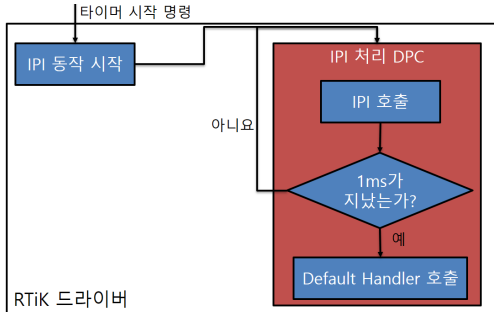 타이머 시작 명령
IPI 동작 시작
IPI 처리 DPC
IPI 호출
아니요
1ms가
지났는가?
예
Default Handler 호출
RTiK 드라이버